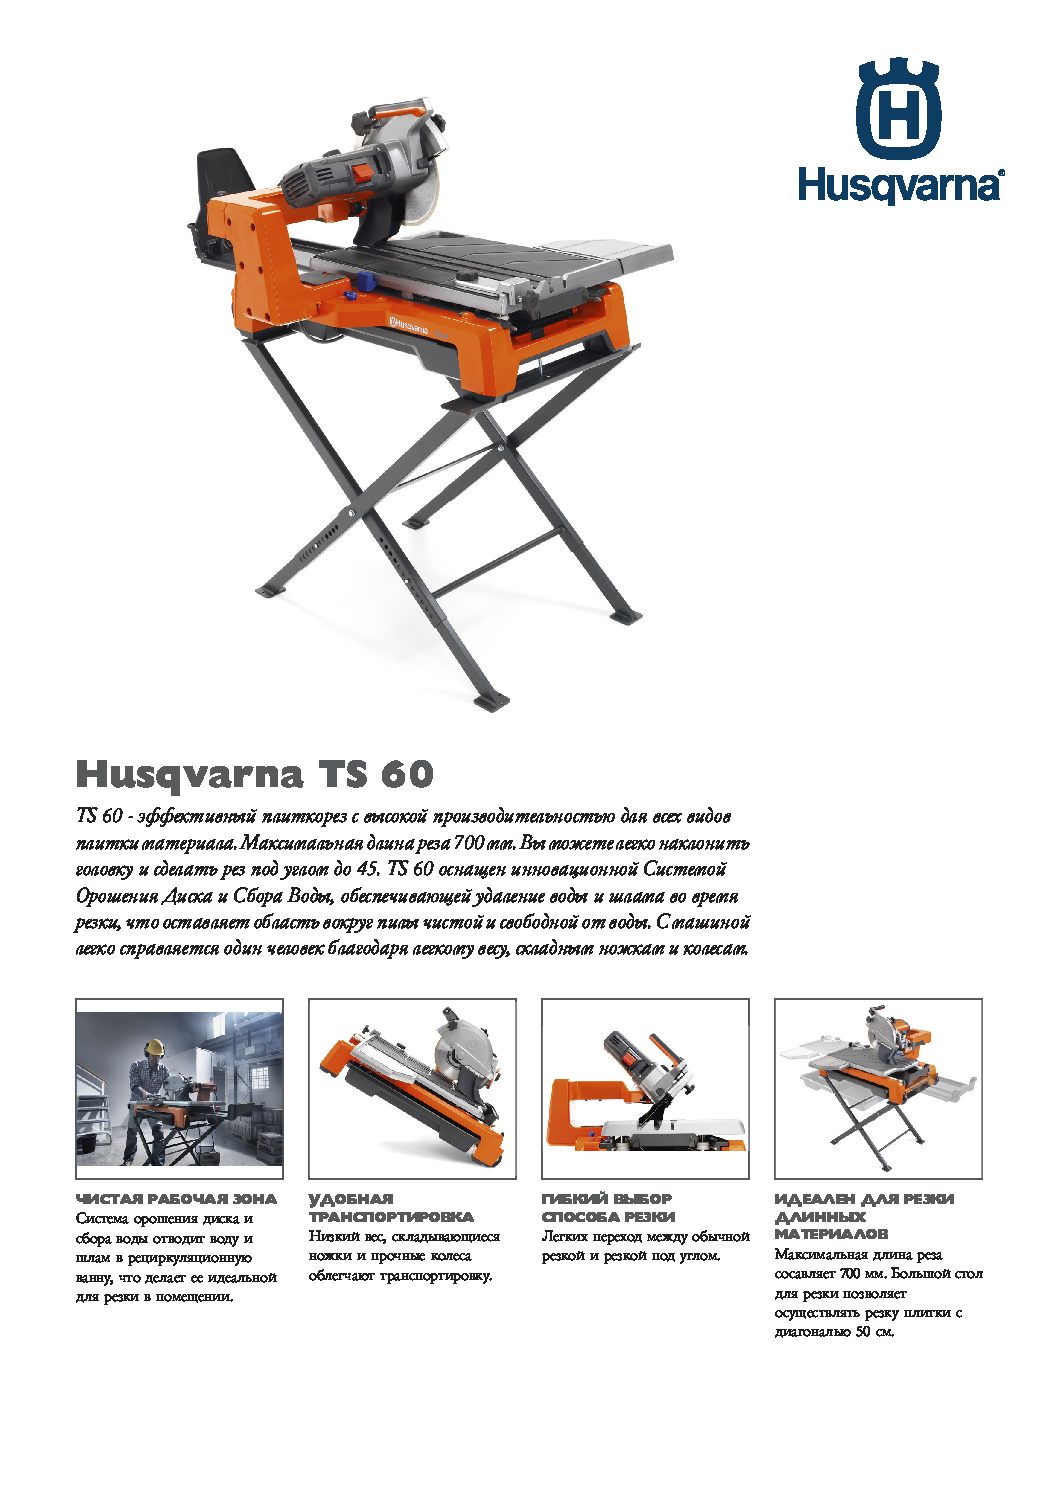 H
Husqvarna
Husqvarna
Husqvarna TS 60
TS 60 - эффективный плиткорез с высокой производительностью для всех видов
плитки материала. Максимальная длина реза 700 mm. Вы можете легко наклонить
головку и сделать рез под углом до 45. TS 60 оснащен инновационной Системой
Орошения Диска и Сбора Воды, обеспечивающей удаление воды и шлама во время
резки, что оставляет область вокруг пилы чистой и свободной от воды. С машиной
легко справляется один человек благодаря легкому весу, складным ножкам и колесам.
ЧИСТАЯ РАБОЧАЯ ЗОНА
Система орошения диска и
сбора воды отводит воду и
шлам в рециркуляционную
ванну, что делает ее идеальной
для резки в помещении.
УДОБНАЯ
ТРАНСПОРТИРОВКА
Низкий вес, складывающиеся
ножки и прочные колеса
облегчают транспортировку.
ГИБКИЙ ВЫБОР
СПОСОБА РЕЗКИ
Легких переход между обычной
резкой и резкой под углом.
ИДЕАЛЕН ДЛЯ РЕЗКИ
ДЛИННЫХ
МАТЕРИАЛОВ
Максимальная длина реза
сосавляет 700 мм. Большой стол
для резки позволяет
осуществлять резку плитки с
диагональю 50 см.